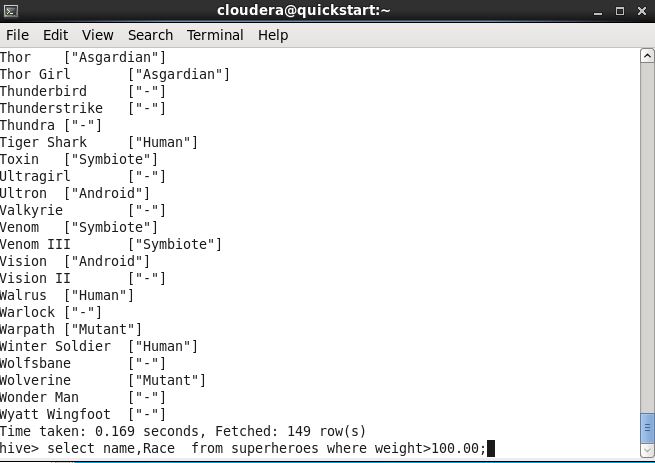 cloudera@quickstart:~
File Edit View Search Terminal Help
Thor ["Asgardian"]
Thor Girl ["Asgardian"]
Thunderbird ["-"]
Thunderstrike ["-"]
Thundra ["-"]
Tiger Shark ["Human"]
Toxin ["Symbiote"]
Ultragirl ["-"]
Ultron ["Android"]
Valkyrie ["-"]
Venom ["Symbiote"]
Venom III ["Symbiote"]
Vision ["Android"]
Vision II ["-"]
Walrus ["Human"]
Warlock ["-"]
Warpath ["Mutant"]
Winter Soldier ["Human"]
Wolfsbane ["-"]
Wolverine ["Mutant"]
Wonder Man ["-"]
Wyatt Wingfoot ["-"]
Time taken: 0.169 seconds, Fetched: 149 row(s)
hive> select name,Race  from superheroes where weight>100.00;